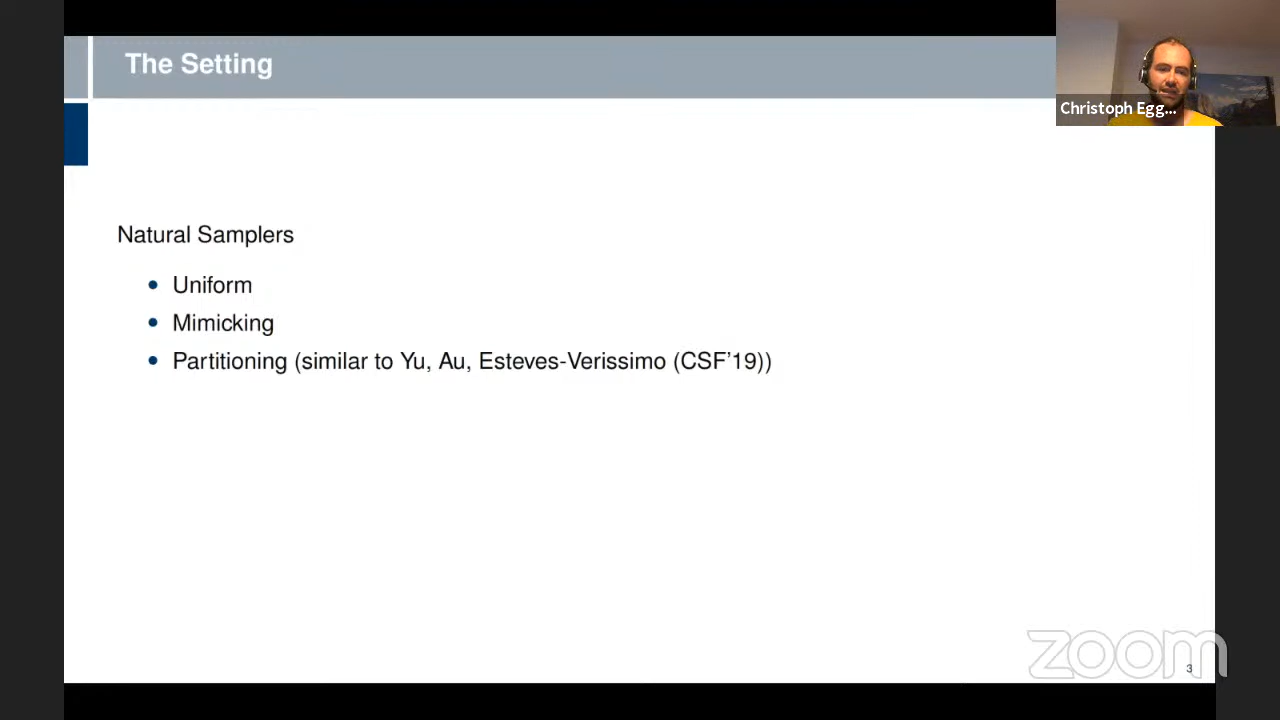 The Setting
Christoph Egg...
Natural Samplers
• Uniform
• Mimicking
• Partitioning (similar to Yu, Au, Esteves-Verissimo (CSF'19))
zoom
3